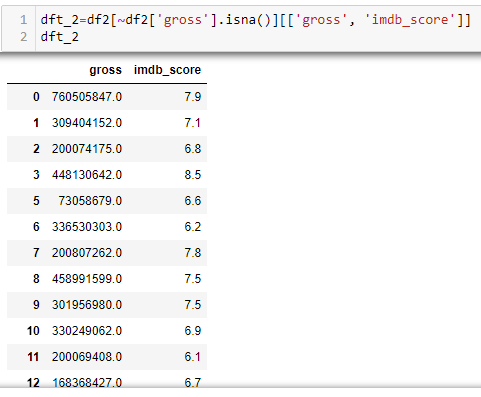 1 dft_2=df2[~df2['gross'].isna()][['gross', 'imdb_score']]
2 dft_2
gross imdb_score
0 760505847.0 7.9
1 309404152.0 7.1
2 200074175.0 6.8
3 448130642.0 8.5
5 73058679.0 6.6
6 336530303.0 6.2
7 200807262.0 7.8
8 458991599.0 7.5
9 301956980.0 7.5
10 330249062.0 6.9
11 200069408.0 6.1
12 168368427.0 6.7